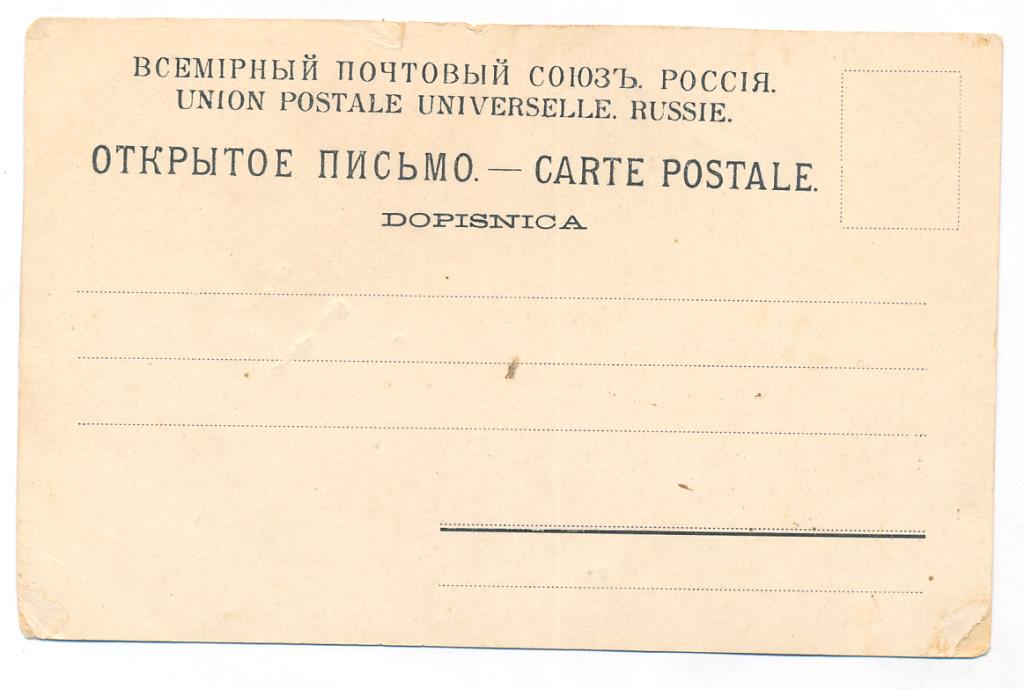 ВСЕМІРНЫЙ ПОЧТОВЫЙ СОЮЗЪ. РОССІЯ.
UNION POSTALE UNIVERSELLE. RUSSIE.
ОТКРЫТОЕ ПИСЬМО. — CARTE POSTALE.
DOPISNICA